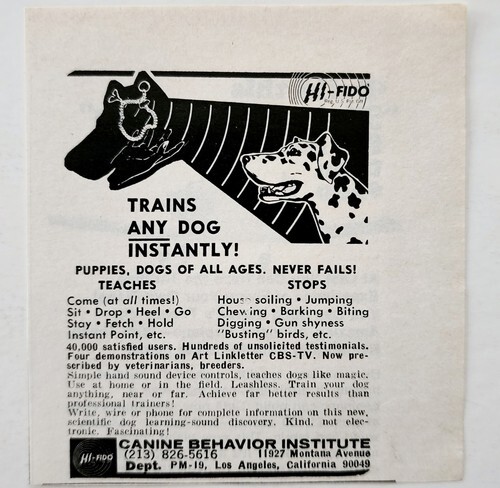 HI-FIDO
TRAINS
ANY DOG
INSTANTLY!
PUPPIES, DOGS OF ALL AGES. NEVER FAILS!
TEACHES
Come (at all times!)
Sit • Drop • Heel • Go
Stay • Fetch • Hold
Instant Point, etc.
STOPS
House soiling • Jumping
Chewing • Barking • Biting
Digging • Gun shyness
"Busting" birds, etc.
40,000 satisfied users. Hundreds of unsolicited testimonials.
Four demonstrations on Art Linkletter CBS-TV. Now pre-
scribed by veterinarians, breeders.
Simple hand sound device controls, teaches dogs like magic.
Use at home or in the field. Leashless. Train your dog
anything, near or far. Achieve far better results than
professional trainers!
Write, wire or phone for complete information on this new,
scientific dog learning-sound discovery. Kind, not elec-
tronic. Fascinating!
HI-FIDO
CANINE BEHAVIOR INSTITUTE
(213) 826-5616 11927 Montana Avenue
Dept. PM-19, Los Angeles, California 90049